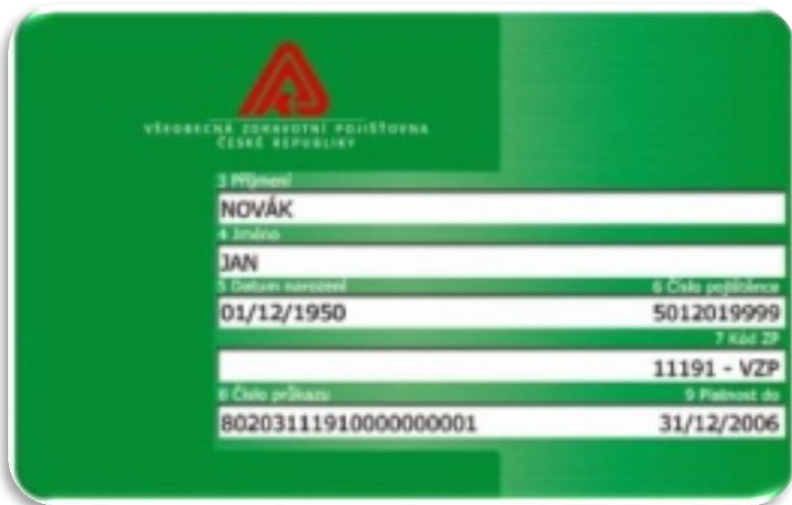 VŠEOBECNÁ ZDRAVOTNÍ POJIŠŤOVNA
ČESKÉ REPUBLIKY
3 Příjmení
NOVÁK
4 Jméno
JAN
5 Datum narození 6 Číslo pojištěnce
01/12/1950 5012019999
7 Kód ZP
11191 - VZP
8 Číslo průkazu 9 Platnost do
80203111910000000001 31/12/2006